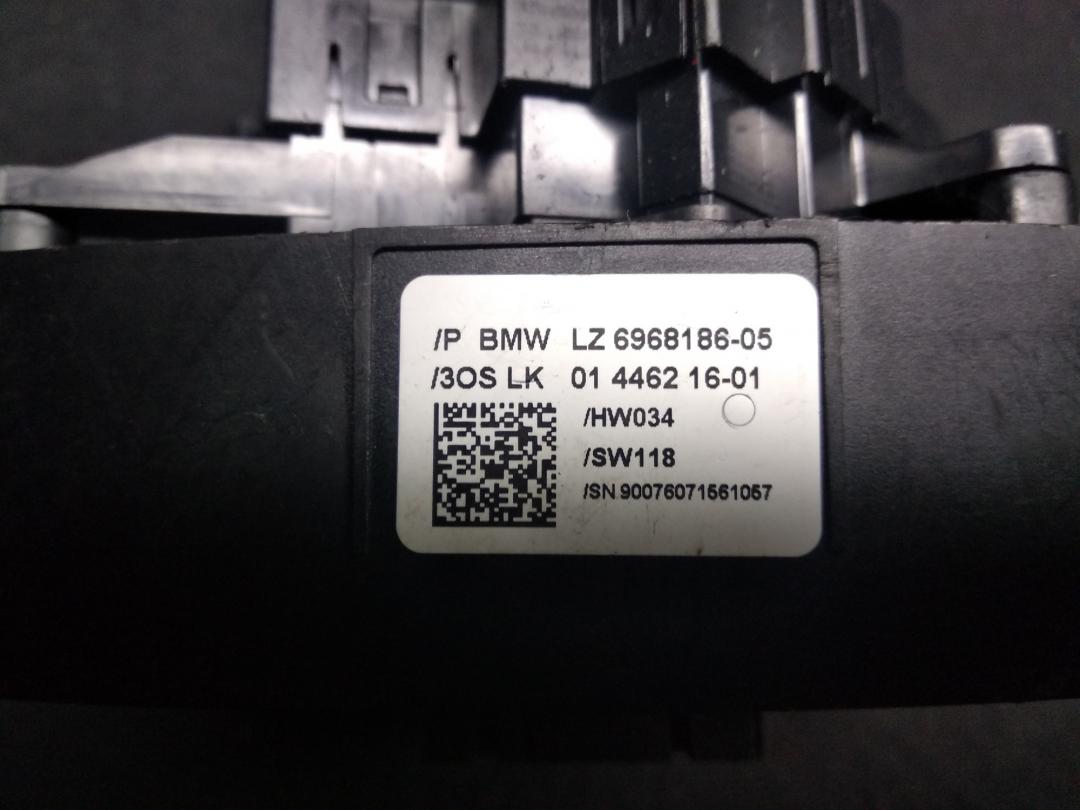 /P BMW LZ 6968186-05
/3OS LK 01 4462 16-01
/HW034
/SW118
/SN 90076071561057